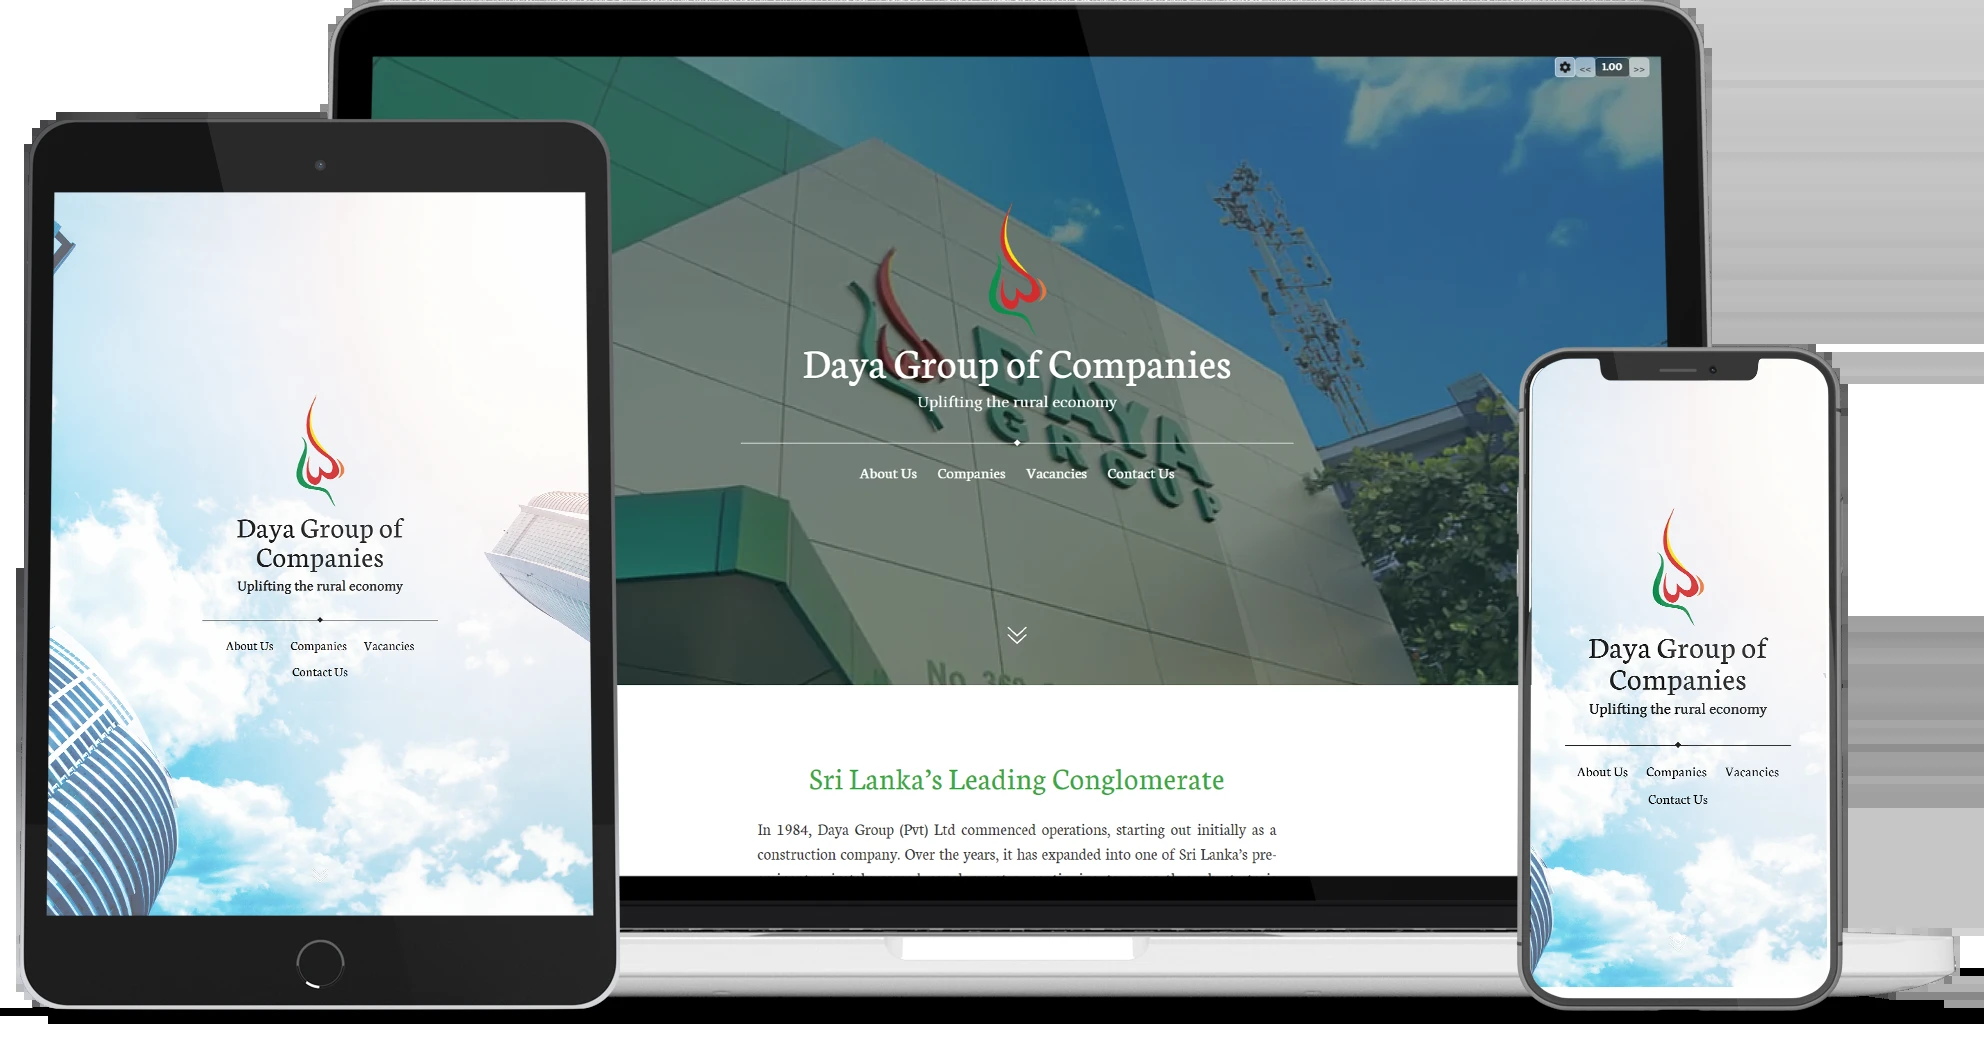 << 1.00 >>
Daya Group of Companies
Uplifting the rural economy
About Us Companies Vacancies Contact Us
DAYA
GROUP
No. 369
Sri Lanka’s Leading Conglomerate
In 1984, Daya Group (Pvt) Ltd commenced operations, starting out initially as a
construction company. Over the years, it has expanded into one of Sri Lanka’s pre-
Daya Group of
Companies
Uplifting the rural economy
About Us Companies Vacancies
Contact Us
Daya Group of
Companies
Uplifting the rural economy
About Us Companies Vacancies
Contact Us